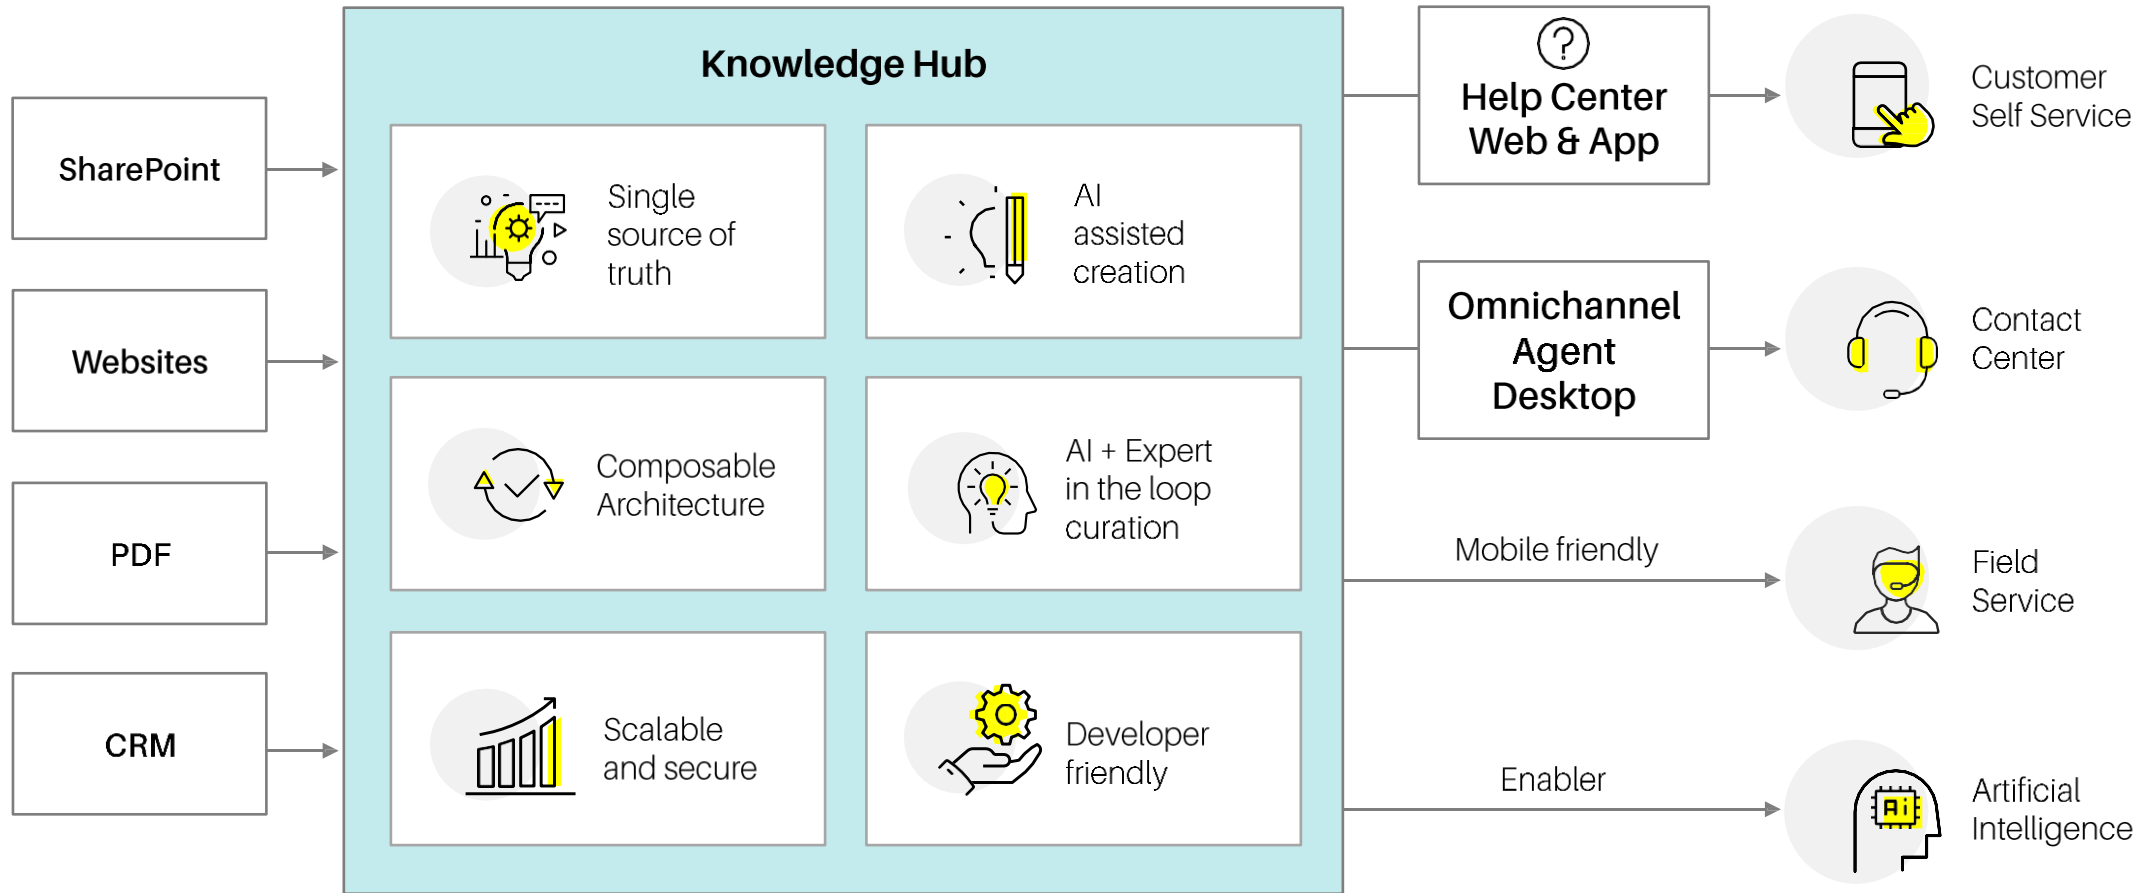 SharePoint
Websites
PDF
CRM
Knowledge Hub
Single
source of
truth
AI
assisted
creation
Composable
Architecture
AI + Expert
in the loop
curation
Scalable
and secure
Developer
friendly
?
Help Center
Web & App
Customer
Self Service
Omnichannel
Agent
Desktop
Contact
Center
Mobile friendly
Field
Service
Enabler
Ai
Artificial
Intelligence